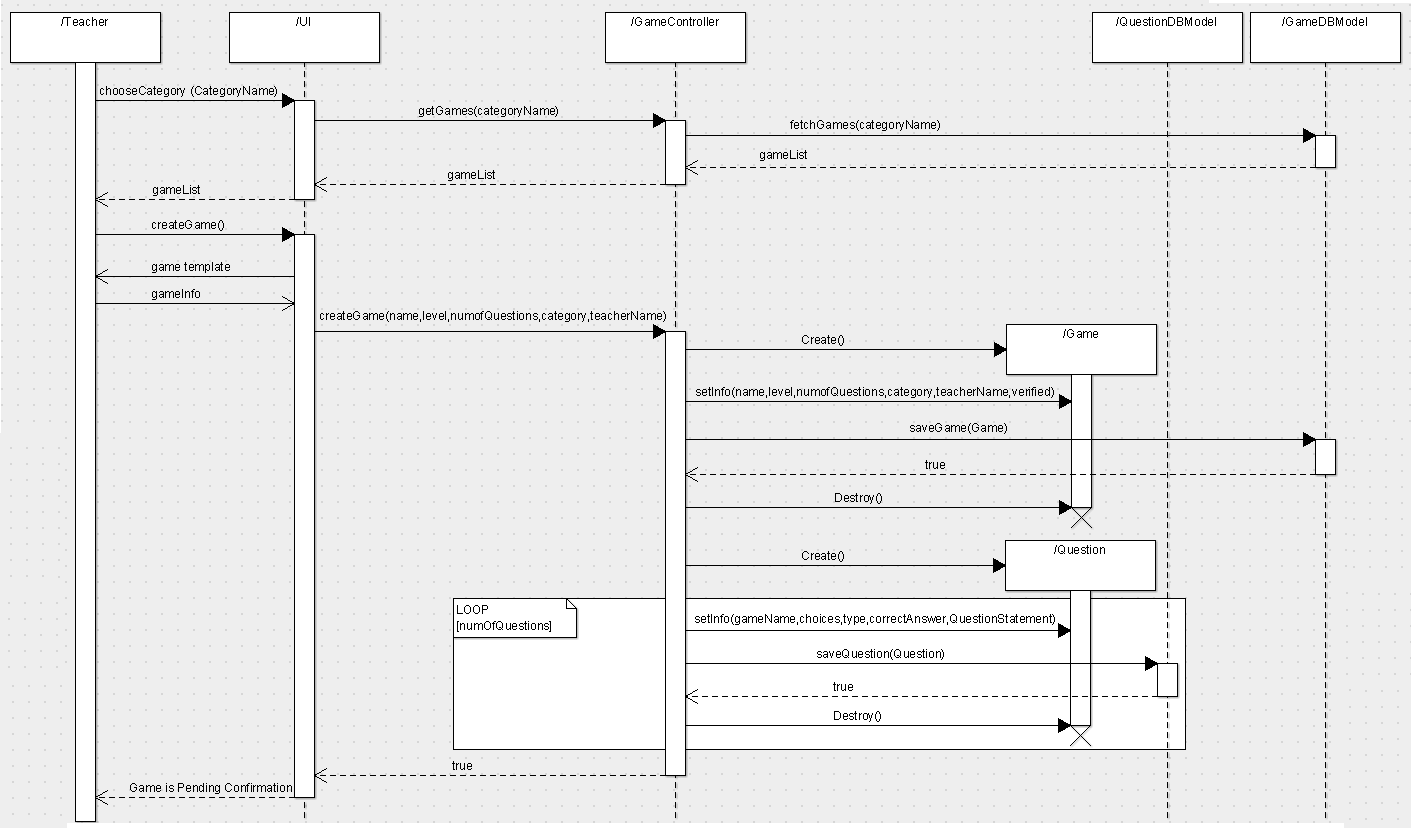 /Teacher
/UI
/GameController
/QuestionDBModel
/GameDBModel
chooseCategory (CategoryName)
getGames(categoryName)
fetchGames(categoryName)
gameList
gameList
gameList
createGame()
game template
gameInfo
createGame(name,level,numofQuestions,category,teacherName)
/Game
Create()
setInfo(name,level,numofQuestions,category,teacherName,verified)
saveGame(Game)
true
Destroy()
/Question
Create()
LOOP
[numOfQuestions]
setInfo(gameName,choices,type,correctAnswer,QuestionStatement)
saveQuestion(Question)
true
Destroy()
true
Game is Pending Confirmation